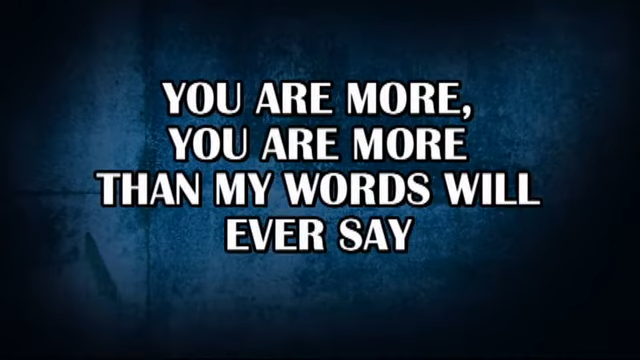 YOU ARE MORE,
YOU ARE MORE
THAN MY WORDS WILL
EVER SAY